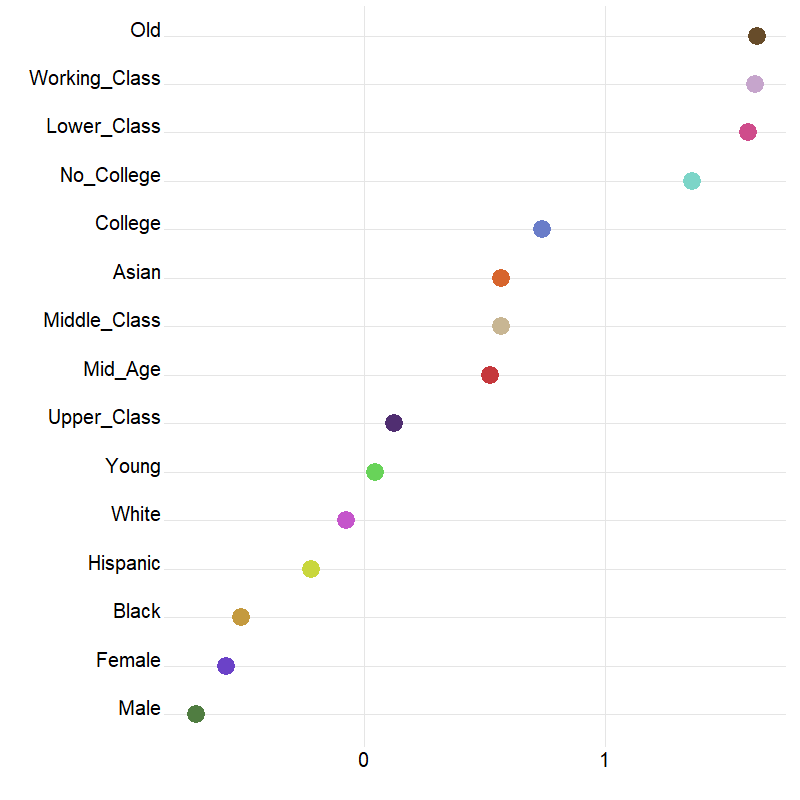 Old
Working_Class
Lower_Class
No_College
College
Asian
Middle_Class
Mid_Age
Upper_Class
Young
White
Hispanic
Black
Female
Male
0 1